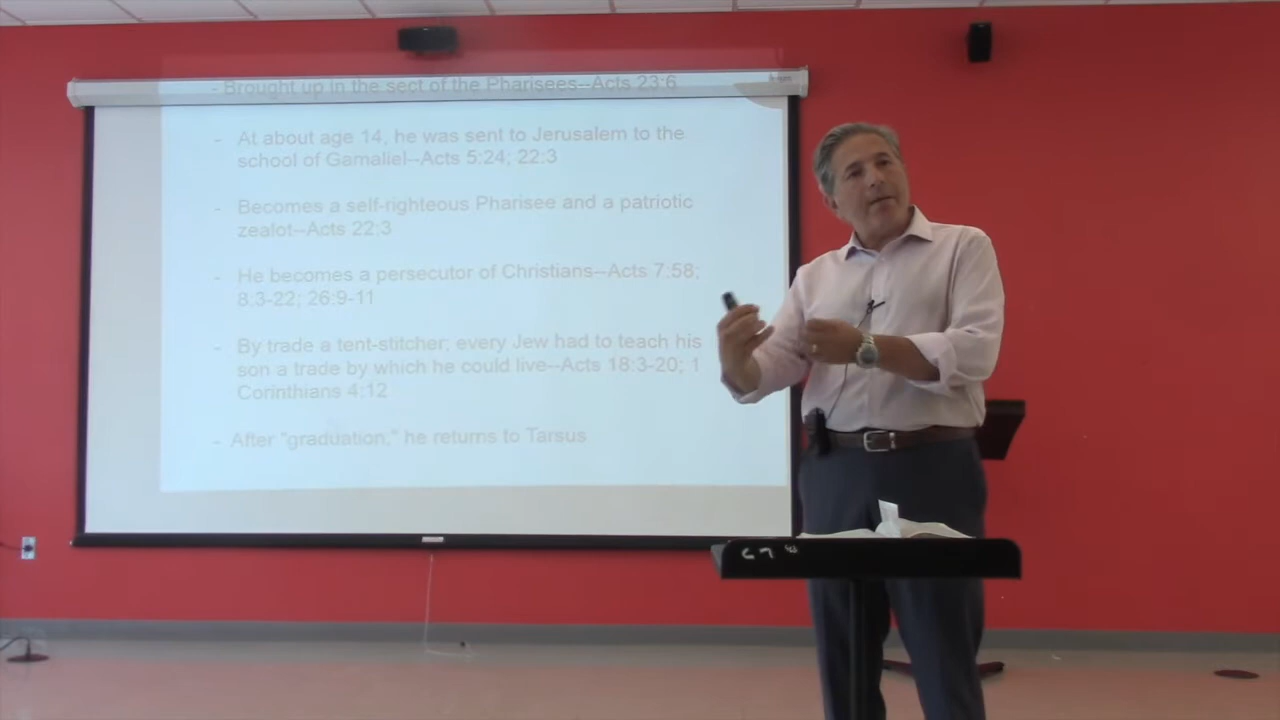 - Brought up in the sect of the Pharisees--Acts 23:6
- At about age 14, he was sent to Jerusalem to the
school of Gamaliel--Acts 5:24; 22:3
- Becomes a self-righteous Pharisee and a patriotic
zealot--Acts 22:3
- He becomes a persecutor of Christians--Acts 7:58;
8:3-22; 26:9-11
- By trade a tent-stitcher; every Jew had to teach his
son a trade by which he could live--Acts 18:3-20; 1
Corinthians 4:12
- After "graduation," he returns to Tarsus